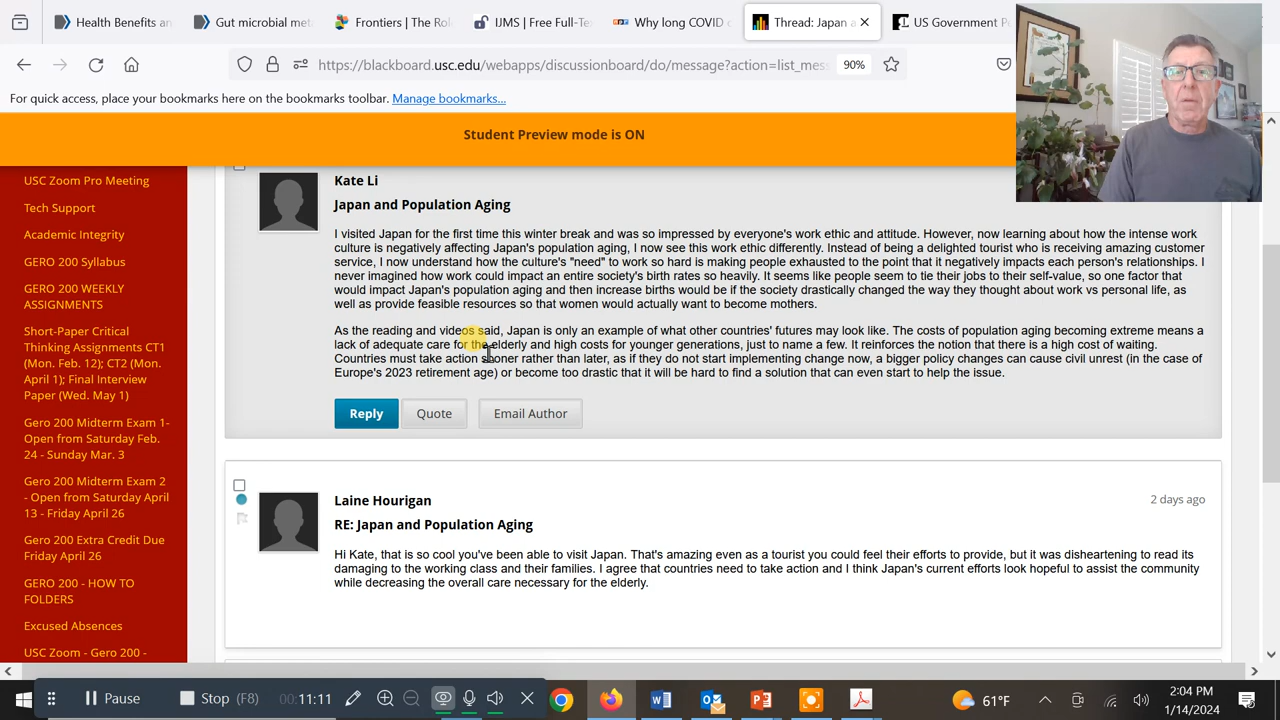 Health Benefits an
Gut microbial met
Frontiers | The Rol
IJMS | Free Full-Te
Why long COVID c
Thread: Japan a
US Government P
https://blackboard.usc.edu/webapps/discussionboard/do/message?action=list_mes
90%
For quick access, place your bookmarks here on the bookmarks toolbar. Manage bookmarks...
Student Preview mode is ON
USC Zoom Pro Meeting
Tech Support
Academic Integrity
GERO 200 Syllabus
GERO 200 WEEKLY
ASSIGNMENTS
Short-Paper Critical
Thinking Assignments CT1
(Mon. Feb. 12); CT2 (Mon.
April 1); Final Interview
Paper (Wed. May 1)
Gero 200 Midterm Exam 1-
Open from Saturday Feb.
24 - Sunday Mar. 3
Gero 200 Midterm Exam 2
- Open from Saturday April
13 - Friday April 26
Gero 200 Extra Credit Due
Friday April 26
GERO 200 - HOW TO
FOLDERS
Excused Absences
USC Zoom - Gero 200 -
Kate Li
Japan and Population Aging
I visited Japan for the first time this winter break and was so impressed by everyone's work ethic and attitude. However, now learning about how the intense work
culture is negatively affecting Japan's population aging, I now see this work ethic differently. Instead of being a delighted tourist who is receiving amazing customer
service, I now understand how the culture's "need" to work so hard is making people exhausted to the point that it negatively impacts each person's relationships. I
never imagined how work could impact an entire society's birth rates so heavily. It seems like people seem to tie their jobs to their self-value, so one factor that
would impact Japan's population aging and then increase births would be if the society drastically changed the way they thought about work vs personal life, as
well as provide feasible resources so that women would actually want to become mothers.
As the reading and videos said, Japan is only an example of what other countries' futures may look like. The costs of population aging becoming extreme means a
lack of adequate care for the elderly and high costs for younger generations, just to name a few. It reinforces the notion that there is a high cost of waiting.
Countries must take action sooner rather than later, as if they do not start implementing change now, a bigger policy changes can cause civil unrest (in the case of
Europe's 2023 retirement age) or become too drastic that it will be hard to find a solution that can even start to help the issue.
Reply
Quote
Email Author
Laine Hourigan
2 days ago
RE: Japan and Population Aging
Hi Kate, that is so cool you've been able to visit Japan. That's amazing even as a tourist you could feel their efforts to provide, but it was disheartening to read its
damaging to the working class and their families. I agree that countries need to take action and I think Japan's current efforts look hopeful to assist the community
while decreasing the overall care necessary for the elderly.
Pause
Stop (F8)
00:11:11
61°F
2:04 PM
1/14/2024